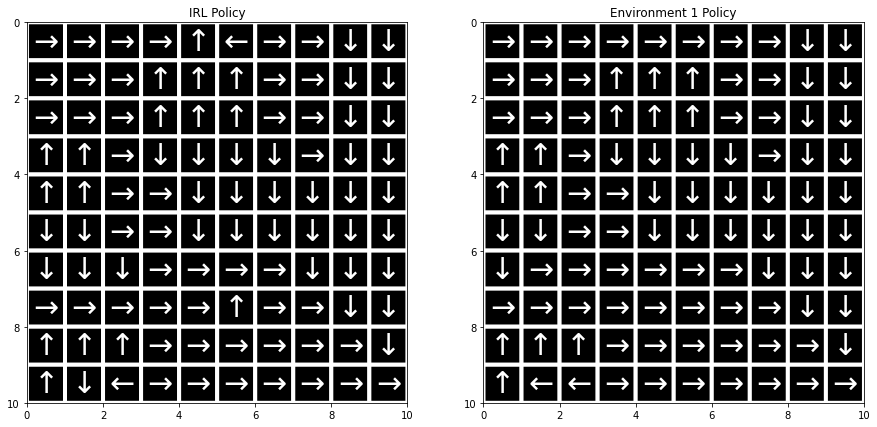 IRL Policy
0 → → → → ↑ ← → → ↓ ↓
→ → → ↑ ↑ ↑ → → ↓ ↓
2 → → → ↑ ↑ ↑ → → ↓ ↓
↑ ↑ → ↓ ↓ ↓ ↓ → ↓ ↓
4 ↑ ↑ → → ↓ ↓ ↓ ↓ ↓ ↓
↓ ↓ → → ↓ ↓ ↓ ↓ ↓ ↓
6 ↓ ↓ ↓ → → → → ↓ ↓ ↓
→ → → → → ↑ → → ↓ ↓
8 ↑ ↑ ↑ → → → → → → ↓
↑ ↓ ← → → → → → → →
10
0 2 4 6 8 10
Environment 1 Policy
0 → → → → → → → → ↓ ↓
→ → → ↑ ↑ ↑ → → ↓ ↓
2 → → → ↑ ↑ ↑ → → ↓ ↓
↑ ↑ → ↓ ↓ ↓ ↓ → ↓ ↓
4 ↑ ↑ → → ↓ ↓ ↓ ↓ ↓ ↓
↓ ↓ → → ↓ ↓ ↓ ↓ ↓ ↓
6 ↓ → → → → → → ↓ ↓ ↓
→ → → → → → → → ↓ ↓
8 ↑ ↑ ↑ → → → → → → ↓
↑ ← ← → → → → → → →
10
0 2 4 6 8 10